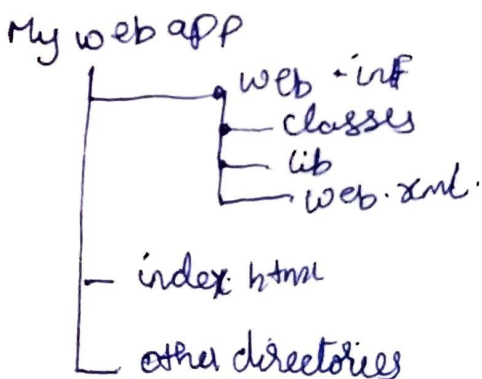 My web app
web-inf
classes
lib
web.xml.
index.html
other directories